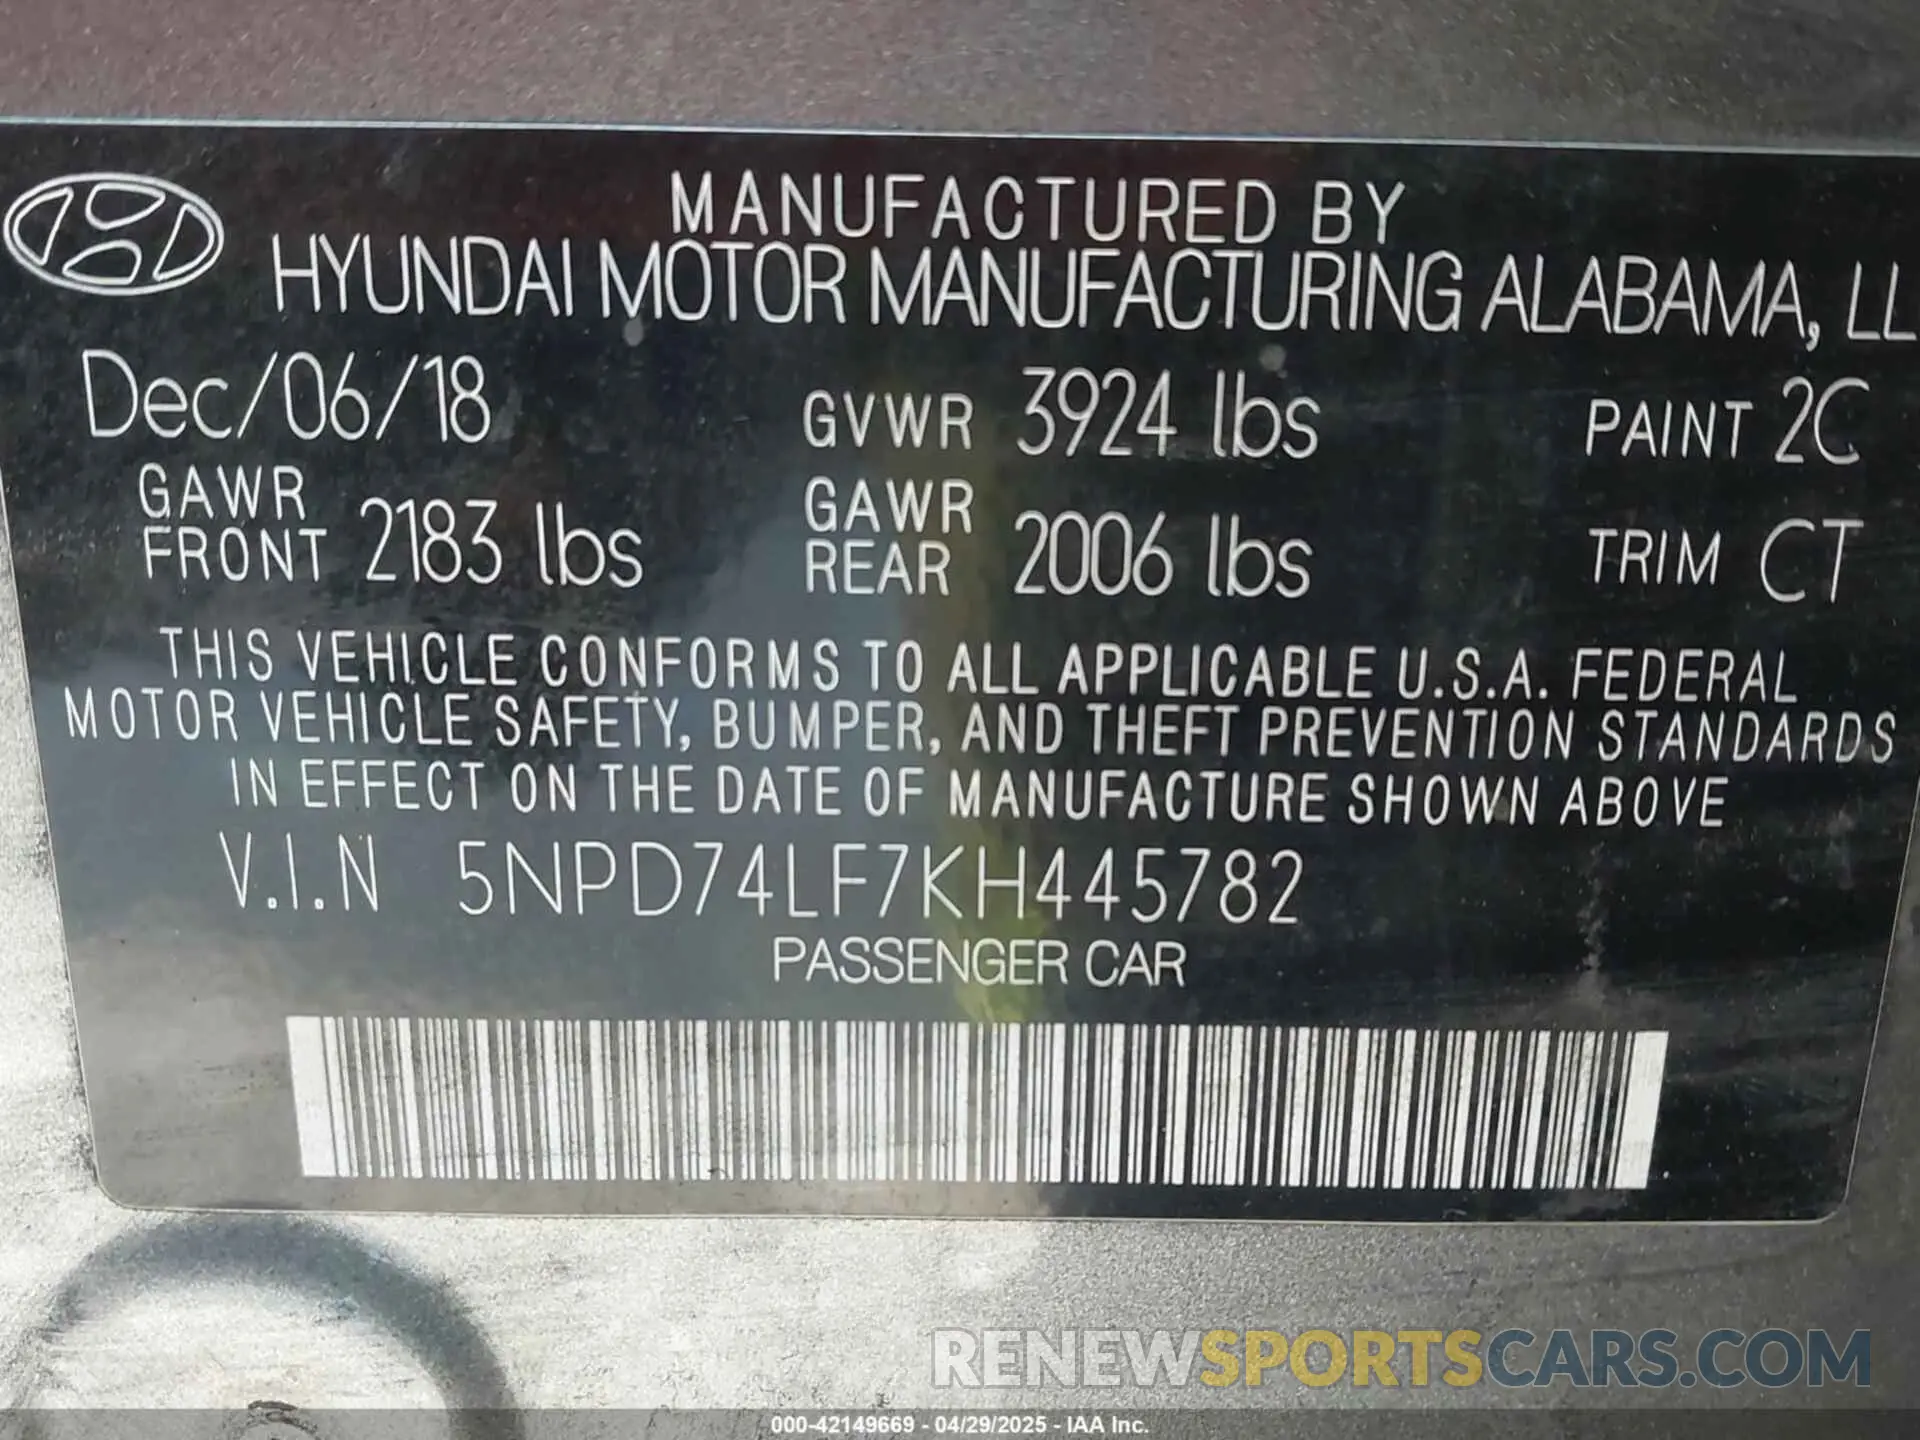 MANUFACTURED BY
HYUNDAI MOTOR MANUFACTURING ALABAMA, LL
Dec/06/18 GVWR 3924 lbs PAINT 2C
GAWR FRONT 2183 lbs GAWR REAR 2006 lbs TRIM CT
THIS VEHICLE CONFORMS TO ALL APPLICABLE U.S.A. FEDERAL
MOTOR VEHICLE SAFETY, BUMPER, AND THEFT PREVENTION STANDARDS
IN EFFECT ON THE DATE OF MANUFACTURE SHOWN ABOVE
V.I.N 5NPD74LF7KH445782
PASSENGER CAR
RENEWSPORTSCARS.COM
000-42149669 - 04/29/2025 - IAA Inc.